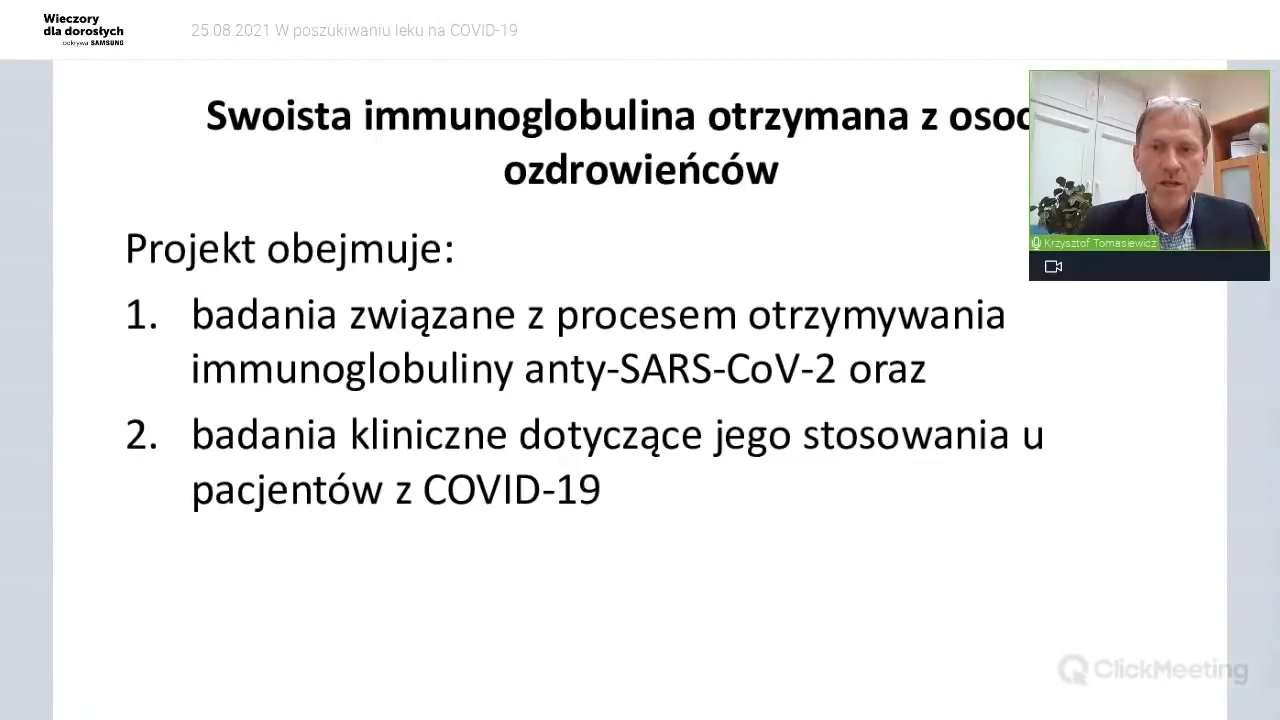 Wieczory
dla dorosłych
odkrywa SAMSUNG
25.08.2021 W poszukiwaniu leku na COVID-19
Swoista immunoglobulina otrzymana z
ozdrowieńców
Krzysztof Tomasiewicz
Projekt obejmuje:
1. badania związane z procesem otrzymywania
immunoglobuliny anty-SARS-CoV-2 oraz
2. badania kliniczne dotyczące jego stosowania u
pacjentów z COVID-19
ClickMeeting